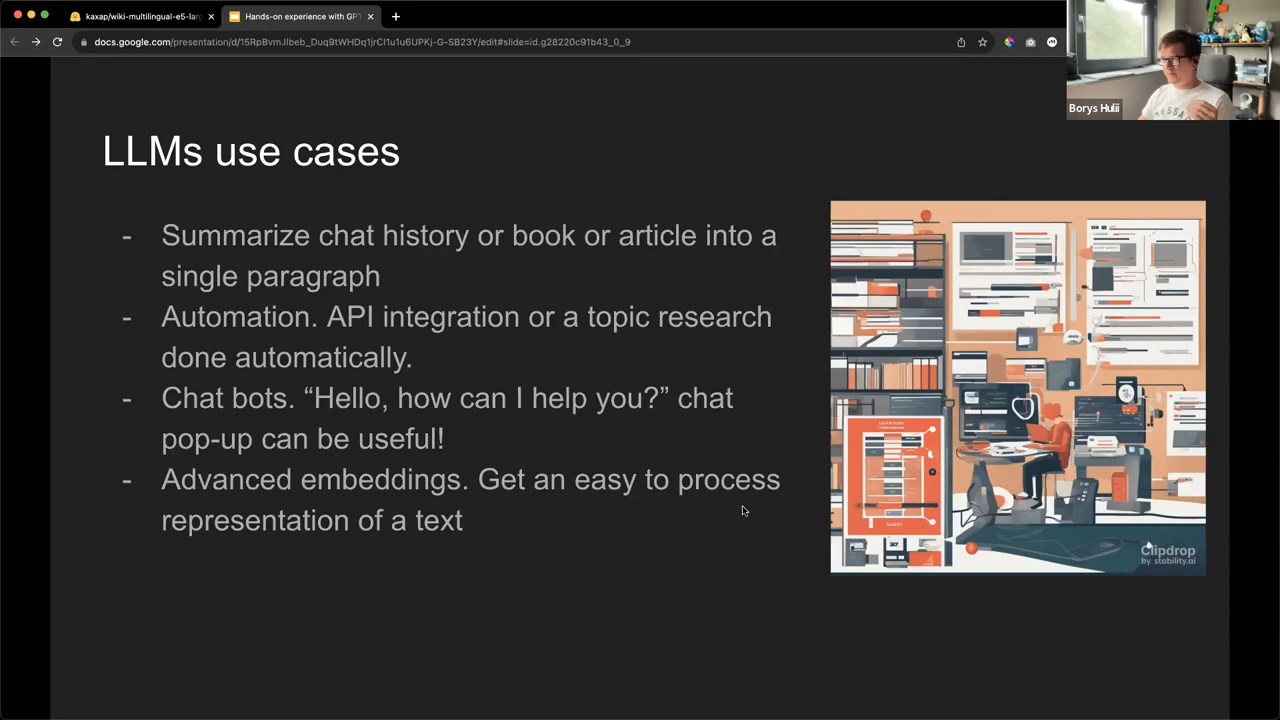 kaxap/wiki-multilingual-e5-lar
Hands-on experience with GPT
docs.google.com/presentation/d/15RpBvmJIbeb_Duq9tWHDq1jrCl1u1u6UPKj-G-SB23Y/edit#slide=id.g28220c91b43_0_9
Borys Hulii
LLMs use cases
- Summarize chat history or book or article into a
single paragraph
- Automation. API integration or a topic research
done automatically.
- Chat bots. “Hello, how can I help you?” chat
pop-up can be useful!
- Advanced embeddings. Get an easy to process
representation of a text
Clipdrop
by stability.ai